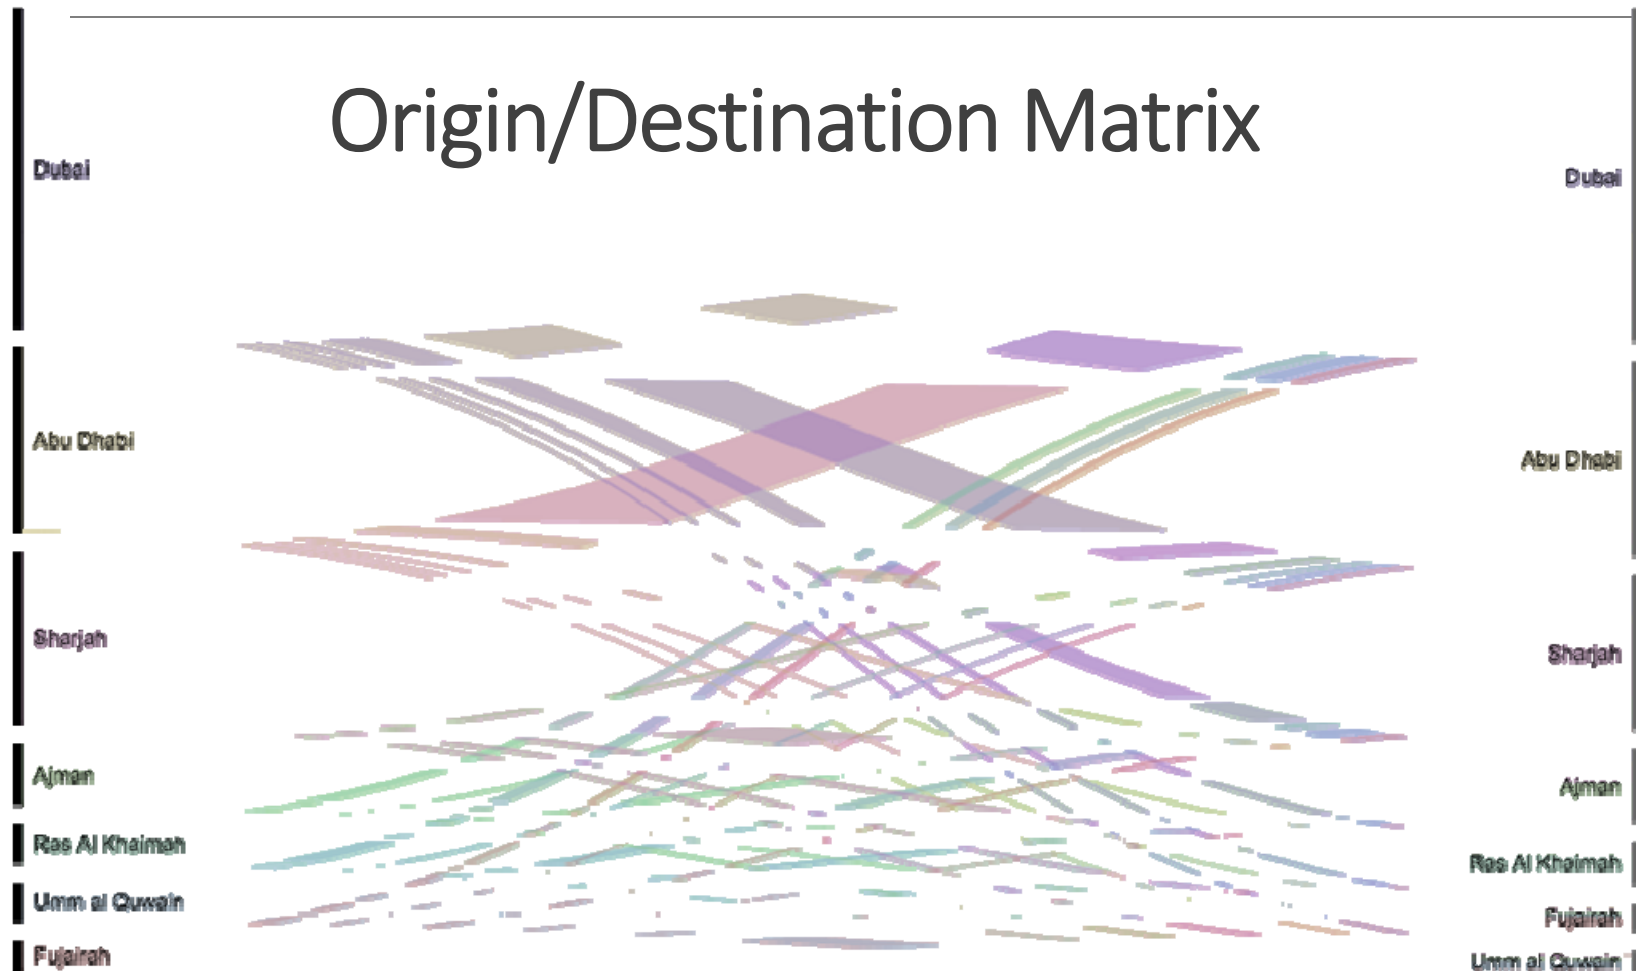 Origin/Destination Matrix
Dubai
Dubai
Abu Dhabi
Abu Dhabi
Sharjah
Sharjah
Ajman
Ajman
Ras Al Khaimah
Ras Al Khaimah
Umm al Quwain
Fujairah
Fujairah
Umm al Quwain